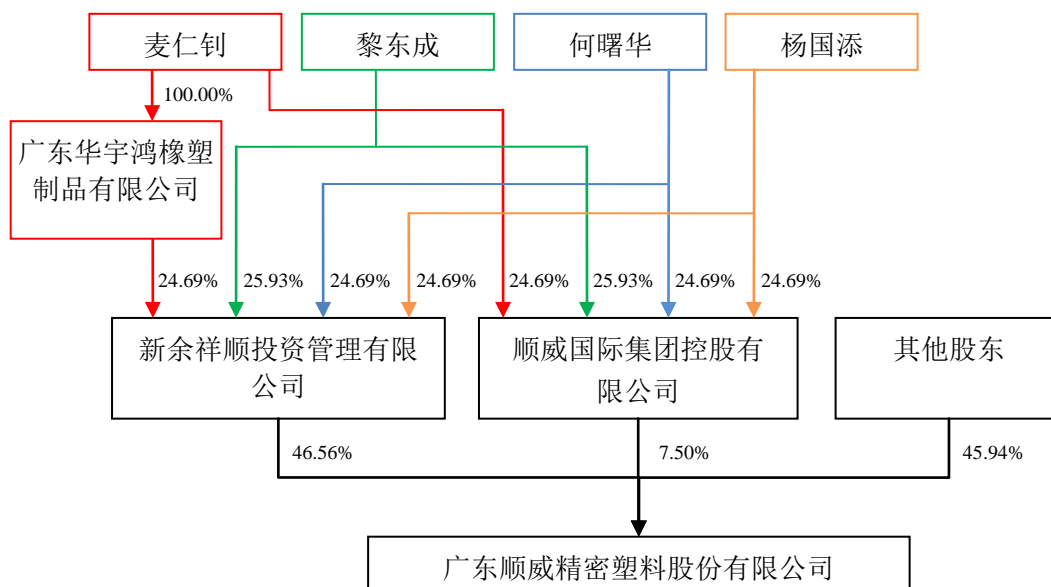 麦仁钊
黎东成
何曙华
杨国添
100.00%
广东华宇鸿橡塑
制品有限公司
24.69%
25.93%
24.69%
24.69%
24.69%
25.93%
24.69%
24.69%
新余祥顺投资管理有限
公司
顺威国际集团控股有
限公司
其他股东
46.56%
7.50%
45.94%
广东顺威精密塑料股份有限公司